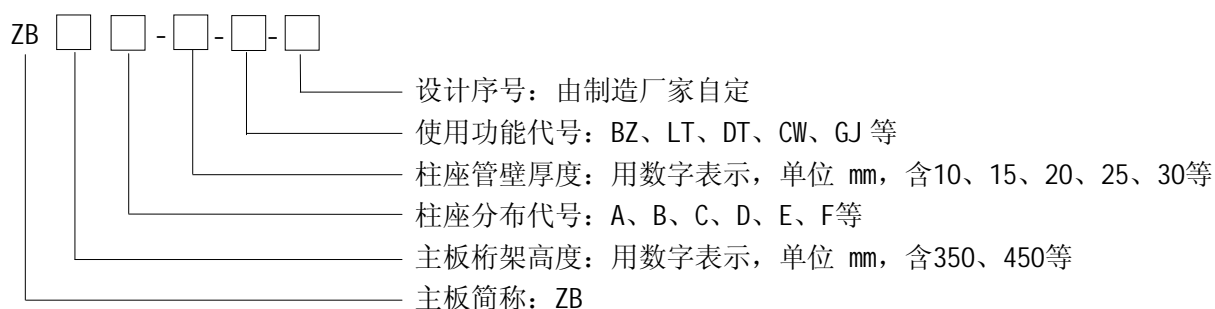 ZB □ □-□-□-□
设计序号：由制造厂家自定
使用功能代号：BZ、LT、DT、CW、GJ 等
柱座管壁厚度：用数字表示，单位 mm，含10、15、20、25、30等
柱座分布代号：A、B、C、D、E、F等
主板桁架高度：用数字表示，单位 mm，含350、450等
主板简称：ZB